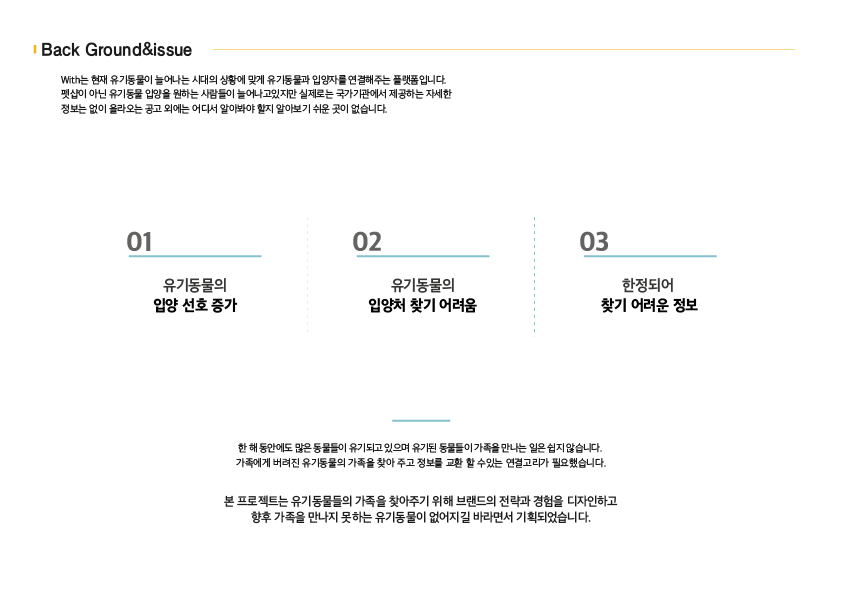 Back Ground&issue
With는 현재 유기동물이 늘어나는 시대의 상황에 맞게 유기동물과 입양자를 연결해주는 플랫폼입니다.
펫샵이 아닌 유기동물 입양을 원하는 사람들이 늘어나고있지만 실제로는 국가기관에서 제공하는 자세한
정보는 없이 올라오는 공고 외에는 어디서 알아봐야 할지 알아보기 쉬운 곳이 없습니다.
01
유기동물의
입양 선호 증가
02
유기동물의
입양처 찾기 어려움
03
한정되어
찾기 어려운 정보
한 해 동안에도 많은 동물들이 유기되고 있으며 유기된 동물들이 가족을 만나는 일은 쉽지 않습니다.
가족에게 버려진 유기동물의 가족을 찾아 주고 정보를 교환 할 수있는 연결고리가 필요했습니다.
본 프로젝트는 유기동물들의 가족을 찾아주기 위해 브랜드의 전략과 경험을 디자인하고
향후 가족을 만나지 못하는 유기동물이 없어지길 바라면서 기획되었습니다.